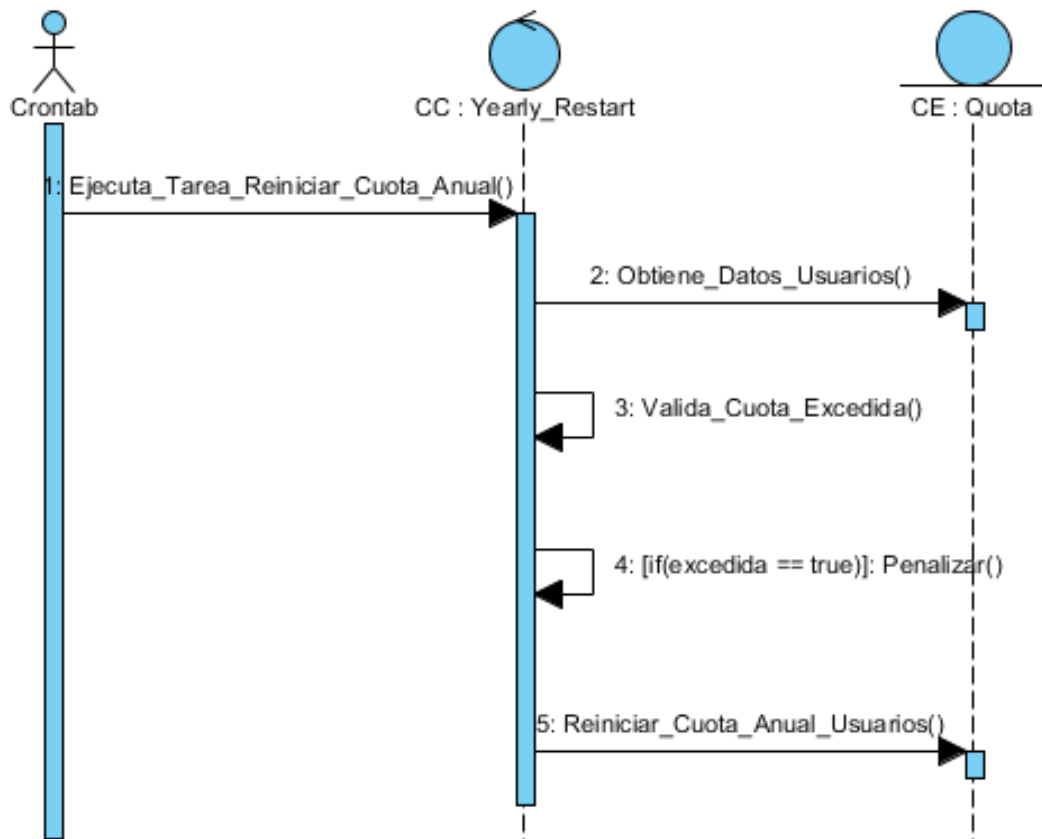 Crontab
CC : Yearly_Restart
CE : Quota
1: Ejecuta_Tarea_Reiniciar_Cuota_Anual()
2: Obtiene_Datos_Usuarios()
3: Valida_Cuota_Excedida()
4: [if(excedida == true)]: Penalizar()
5: Reiniciar_Cuota_Anual_Usuarios()